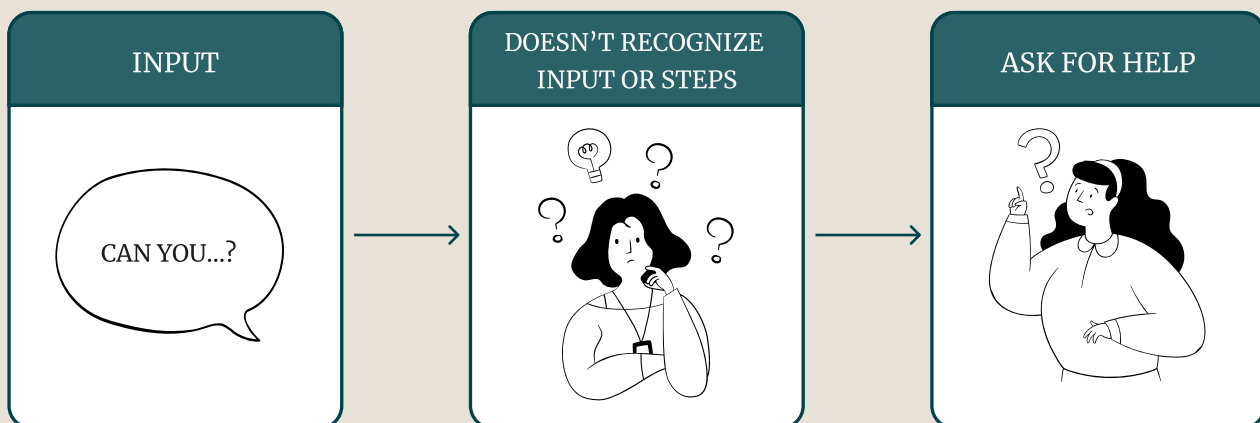 INPUT
CAN YOU...?
DOESN’T RECOGNIZE
INPUT OR STEPS
ASK FOR HELP